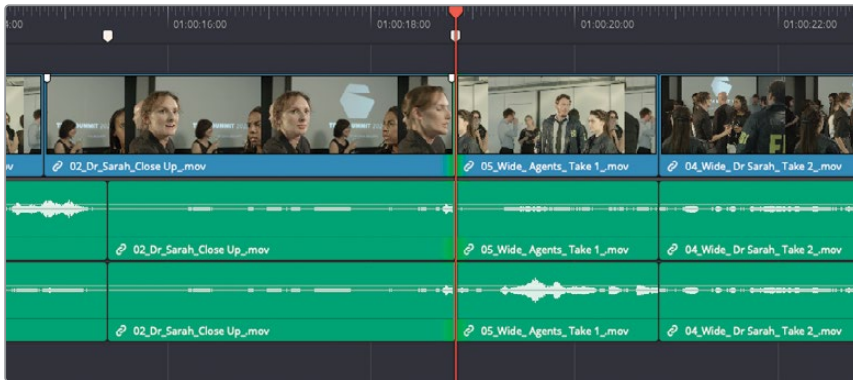 4:00
01:00:16:00
01:00:18:00
01:00:20:00
01:00:22:00
02_Dr_Sarah_Close Up_.mov
05_Wide_ Agents_ Take 1_.mov
04_Wide_ Dr Sarah_ Take 2_.mov
02_Dr_Sarah_Close Up_.mov
05_Wide_ Agents_ Take 1_.mov
04_Wide_ Dr Sarah_ Take 2_.mov
02_Dr_Sarah_Close Up_.mov
05_Wide_ Agents_ Take 1_.mov
04_Wide_ Dr Sarah_ Take 2_.mov